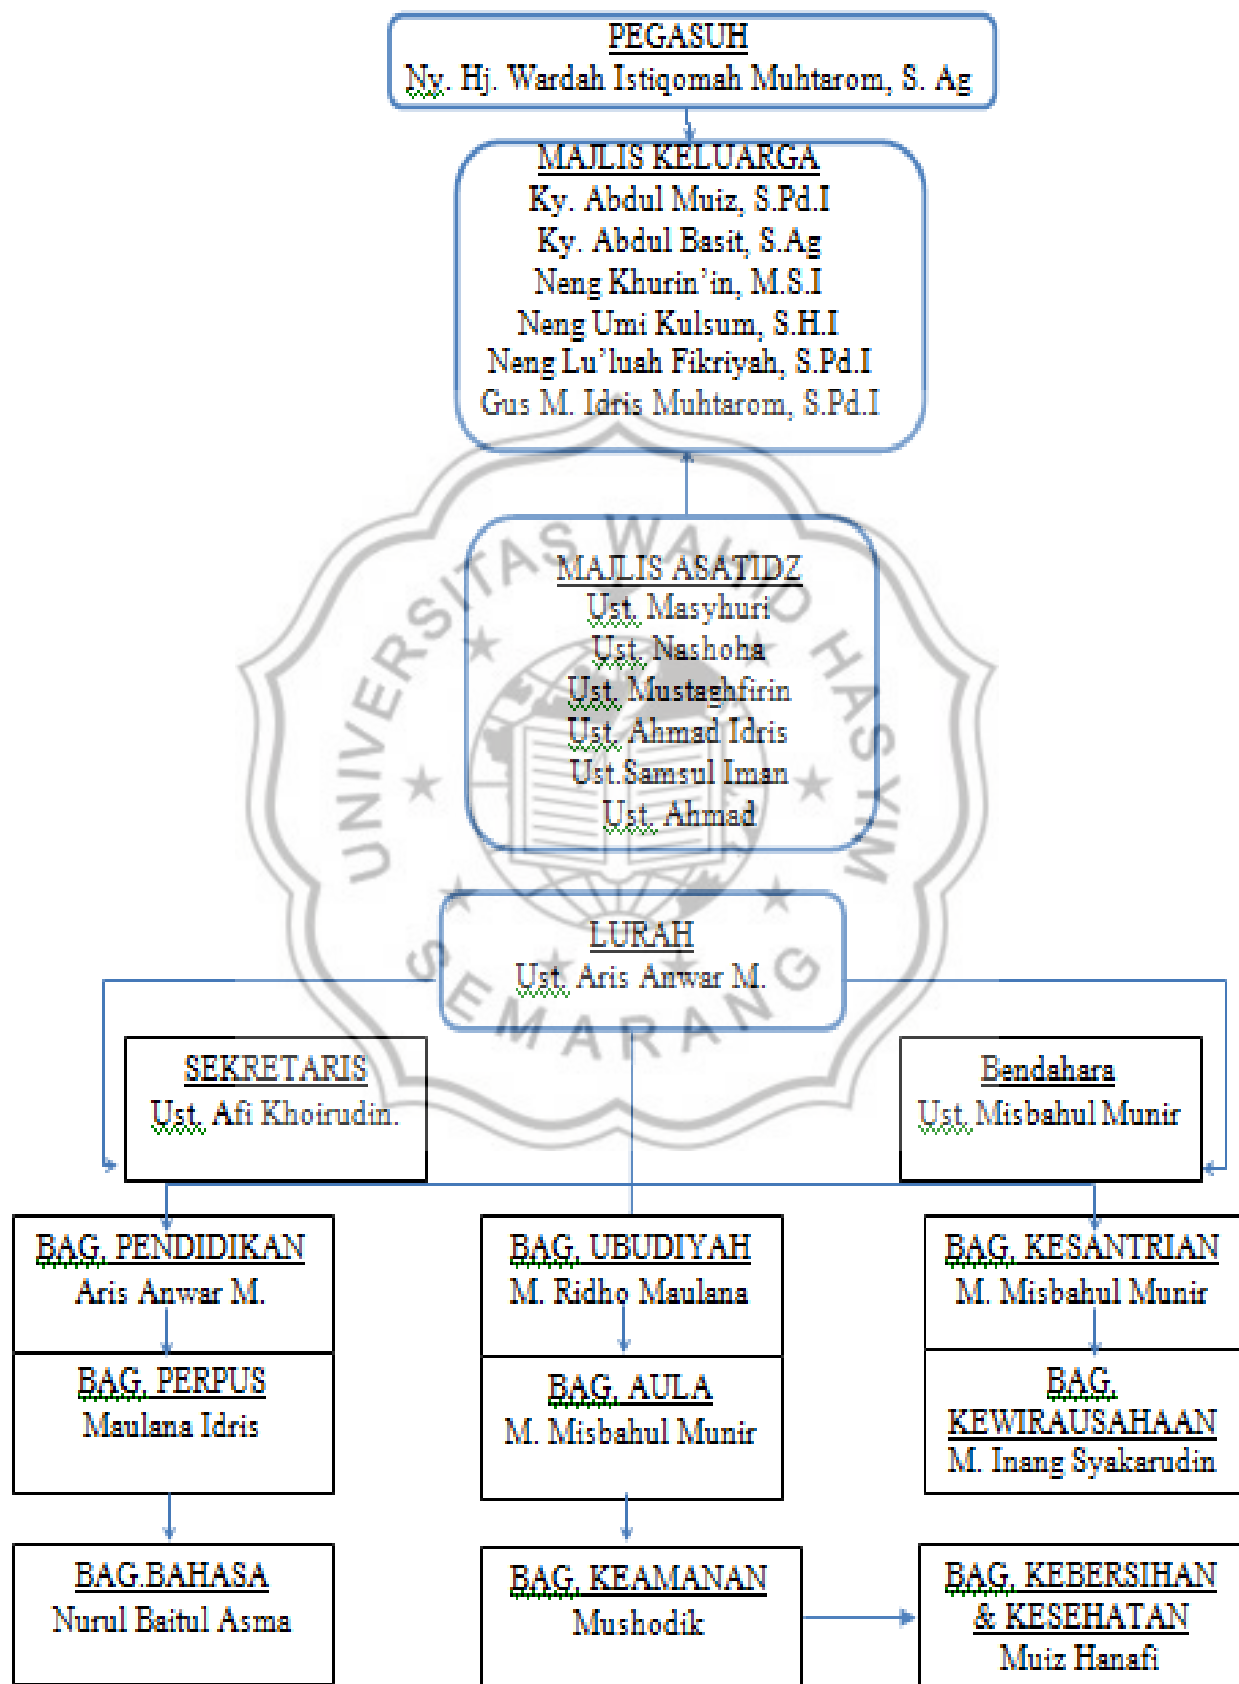 PEGASUH
Ny. Hj. Wardah Istiqomah Muhtarom, S. Ag
MAJLIS KELUARGA
Ky. Abdul Muiz, S.Pd.I
Ky. Abdul Basit, S.Ag
Neng Khurin’in, M.S.I
Neng Umi Kulsum, S.H.I
Neng Lu’luah Fikriyah, S.Pd.I
Gus M. Idris Muhtarom, S.Pd.I
UNIVERSITAS WAHID HASYIM
SEMARANG
MAJLIS ASATIDZ
Ust. Masyhuri
Ust. Nashoha
Ust. Mustaghfirin
Ust. Ahmad Idris
Ust.Samsul Iman
Ust. Ahmad
LURAH
Ust. Aris Anwar M.
SEKRETARIS
Ust. Afi Khoirudin.
Bendahara
Ust. Misbahul Munir
BAG. PENDIDIKAN
Aris Anwar M.
BAG. UBUDIYAH
M. Ridho Maulana
BAG. KESANTRIAN
M. Misbahul Munir
BAG. PERPUS
Maulana Idris
BAG. AULA
M. Misbahul Munir
BAG.
KEWIRAUSAHAAN
M. Inang Syakarudin
BAG.BAHASA
Nurul Baitul Asma
BAG. KEAMANAN
Mushodik
BAG. KEBERSIHAN
& KESEHATAN
Muiz Hanafi